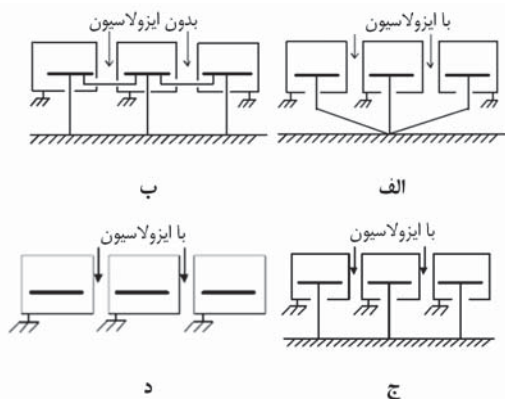 با ایزولاسیون
بدون ایزولاسیون
الف
ب
با ایزولاسیون
با ایزولاسیون
ج
د